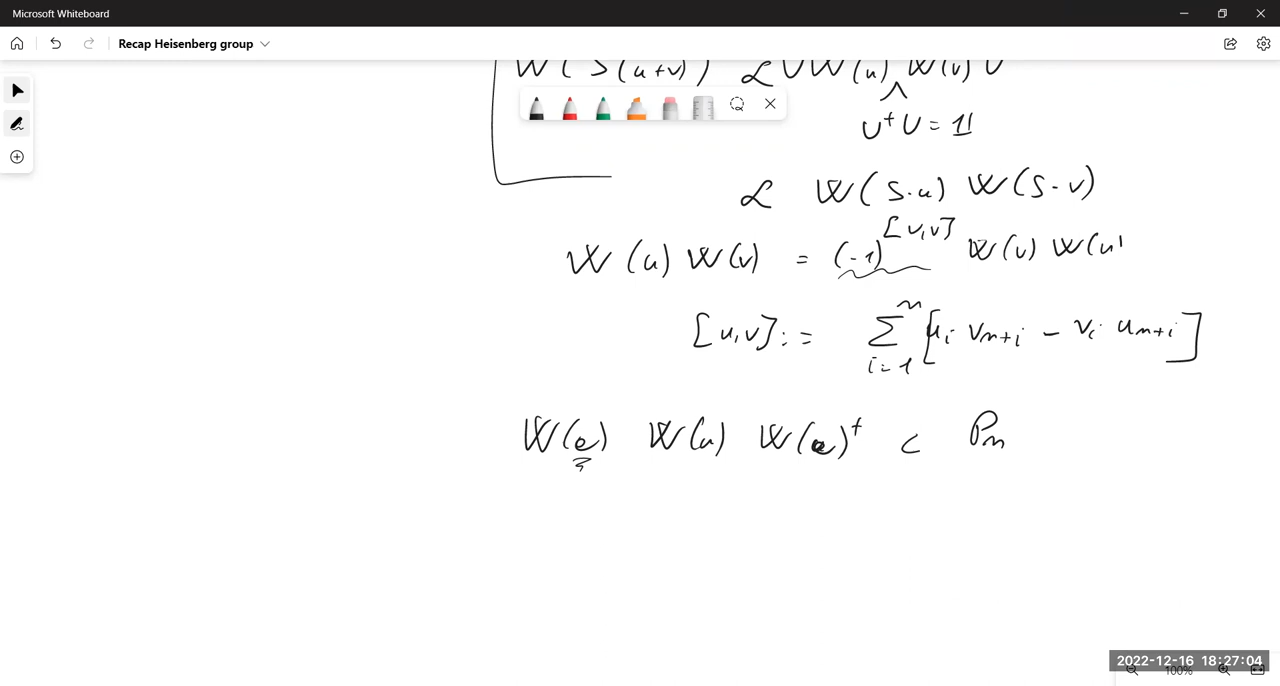 Microsoft Whiteboard
Recap Heisenberg group
W(S(u+v)) ∝ U W(u) W(v) U
U† U = 𝟙
∝ W(S·u) W(S·v)
W(u) W(v) = (-1)^[u,v] W(v) W(u)
[u,v] := ∑_{i=1}^{n} [u_i v_{n+i} - v_i u_{n+i}]
W(e) W(u) W(e)† ⊂ P_n
2022-12-16 18:27:04
100%